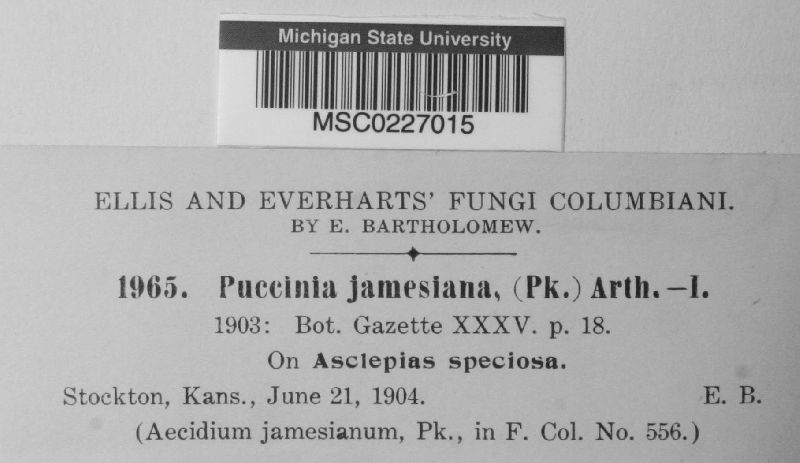 Michigan State University
MSC0227015
ELLIS AND EVERHARTS' FUNGI COLUMBIANI.
BY E. BARTHOLOMEW.
1965. Puccinia jamesiana, (Pk.) Arth.—I.
1903: Bot. Gazette XXXV. p. 18.
On Asclepias speciosa.
Stockton, Kans., June 21, 1904. E. B.
(Aecidium jamesianum, Pk., in F. Col. No. 556.)